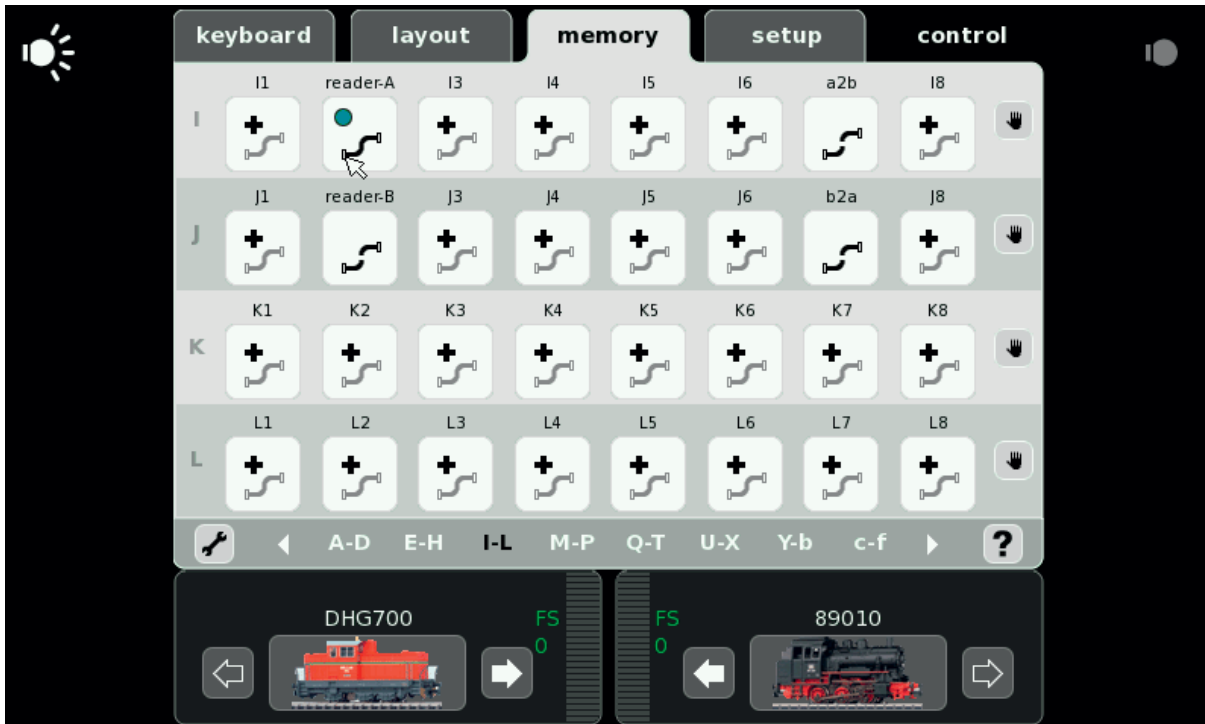 keyboard layout memory setup control
I1 reader-A I3 I4 I5 I6 a2b I8
I
J1 reader-B J3 J4 J5 J6 b2a J8
J
K1 K2 K3 K4 K5 K6 K7 K8
K
L1 L2 L3 L4 L5 L6 L7 L8
L
A-D E-H I-L M-P Q-T U-X Y-b c-f ?
DHG700 FS FS 89010
0 0